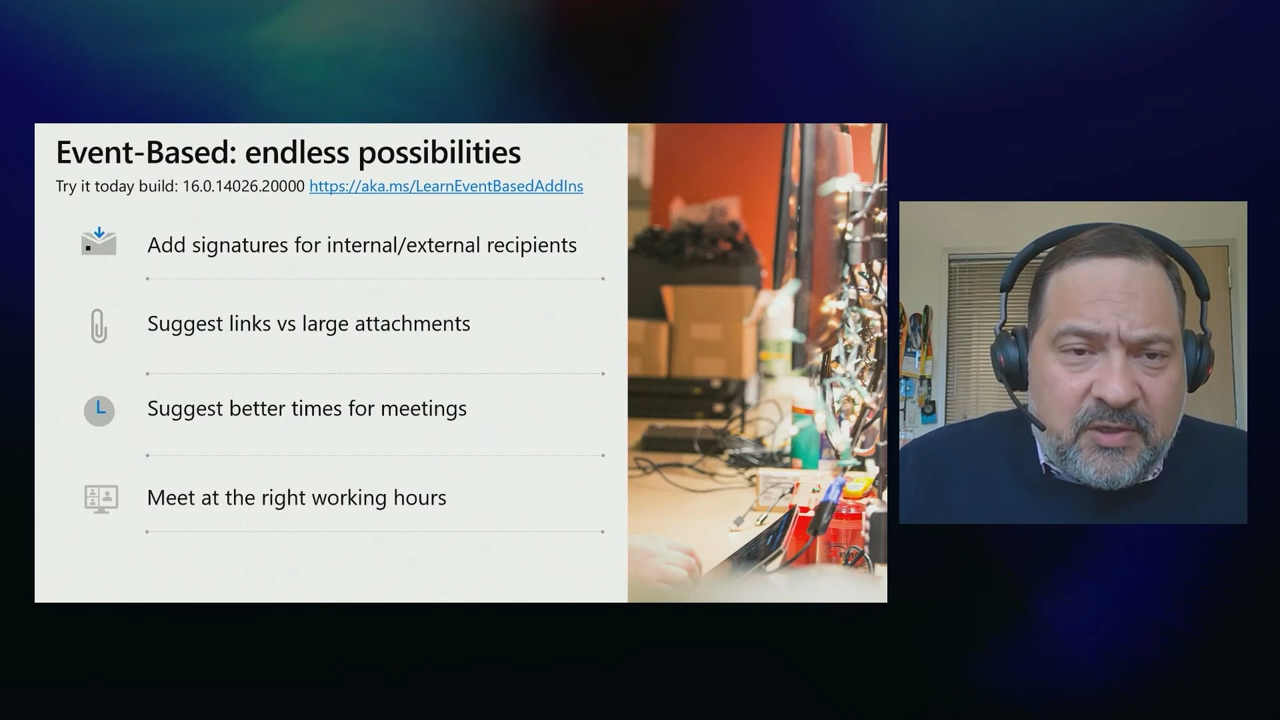 Event-Based: endless possibilities
Try it today build: 16.0.14026.20000 https://aka.ms/LearnEventBasedAddIns
Add signatures for internal/external recipients
Suggest links vs large attachments
Suggest better times for meetings
Meet at the right working hours